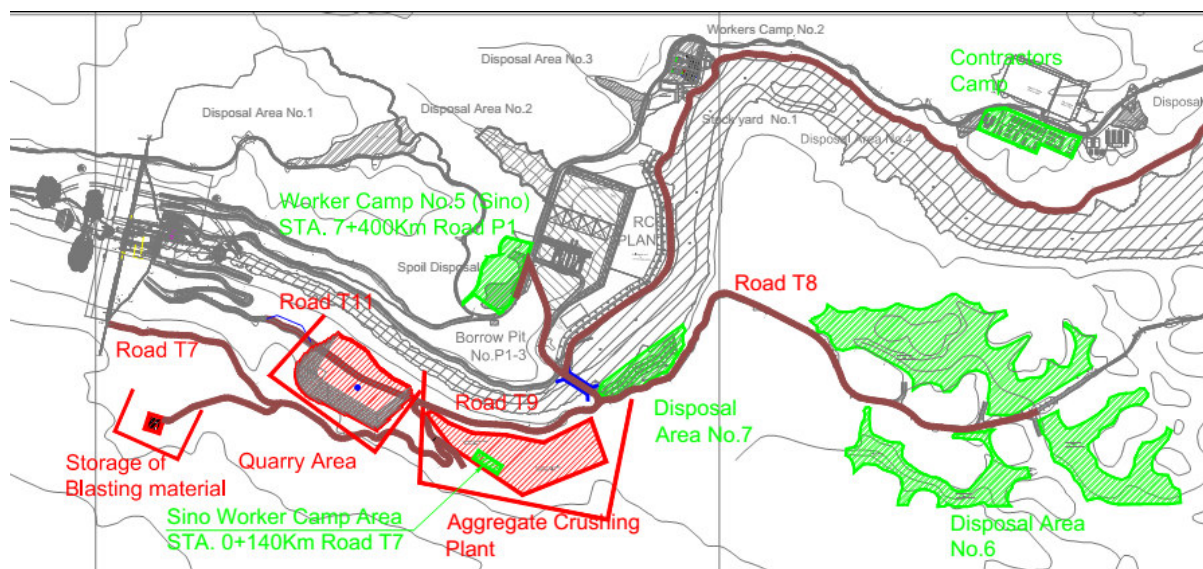 Workers Camp No.2
Disposal Area No.3
Contractors
Camp
Disposal
Disposal Area No.1
Disposal Area No.2
Stock yard No.1
Disposal Area No.4
Worker Camp No.5 (Sino)
STA. 7+400Km Road P1
RC
PLAN
Spoil Disposal
Road T8
Road T11
Borrow Pit
No.P1-3
Road T7
Road T9
Disposal
Area No.7
Storage of
Blasting material
Quarry Area
Sino Worker Camp Area
STA. 0+140Km Road T7
Aggregate Crushing
Plant
Disposal Area
No.6